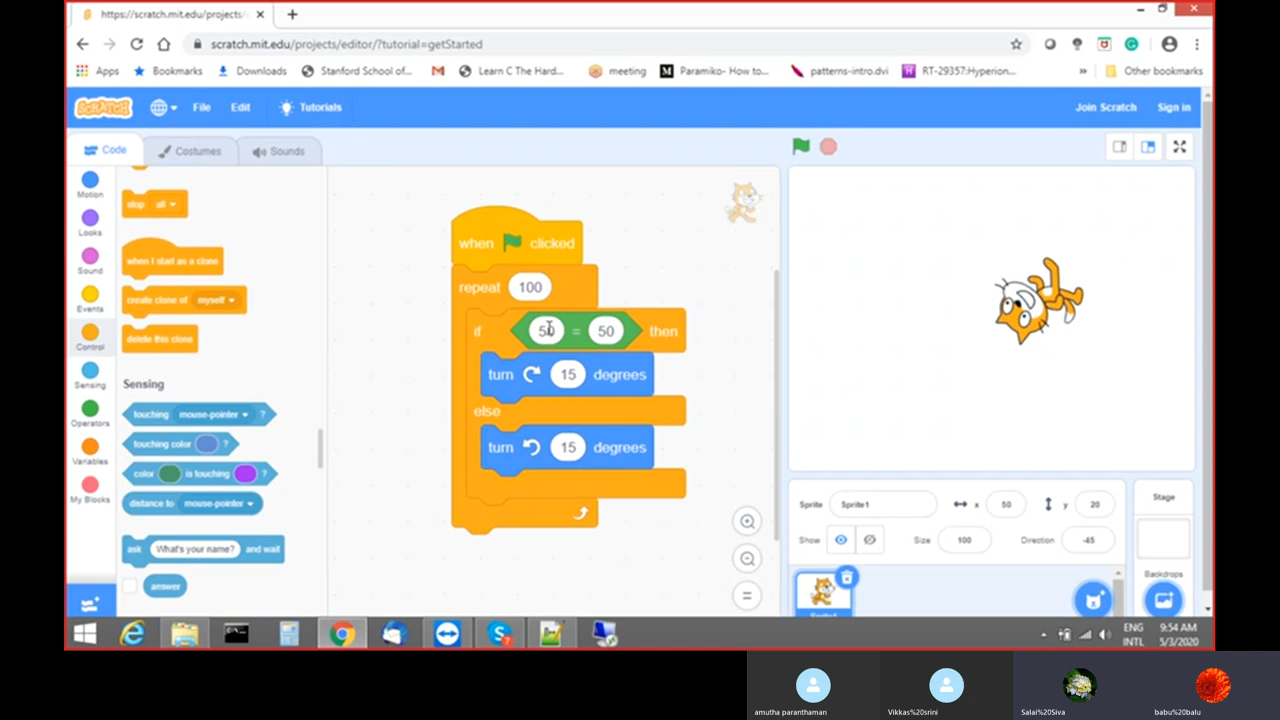 https://scratch.mit.edu/projects/
scratch.mit.edu/projects/editor/?tutorial=getStarted
Apps Bookmarks Downloads Stanford School of... Learn C The Hard... meeting Paramiko- How to... patterns-intro.dvi RT-29357:Hyperion... » Other bookmarks
SCRATCH File Edit Tutorials Join Scratch Sign in
Code Costumes Sounds
Motion
Looks
Sound
Events
Control
Sensing
Operators
Variables
My Blocks
stop all
when I start as a clone
create clone of myself
delete this clone
Sensing
touching mouse-pointer ?
touching color ?
color is touching ?
distance to mouse-pointer
ask What's your name? and wait
answer
when clicked
repeat 100
if 50 = 50 then
turn 15 degrees
else
turn 15 degrees
Sprite Sprite1 x 50 y 20
Show Size 100 Direction -45
Sprite1
Stage
Backdrops
ENG 9:54 AM
INTL 5/3/2020
amutha paranthaman Vikkas%20srini Salai%20Siva babu%20balu